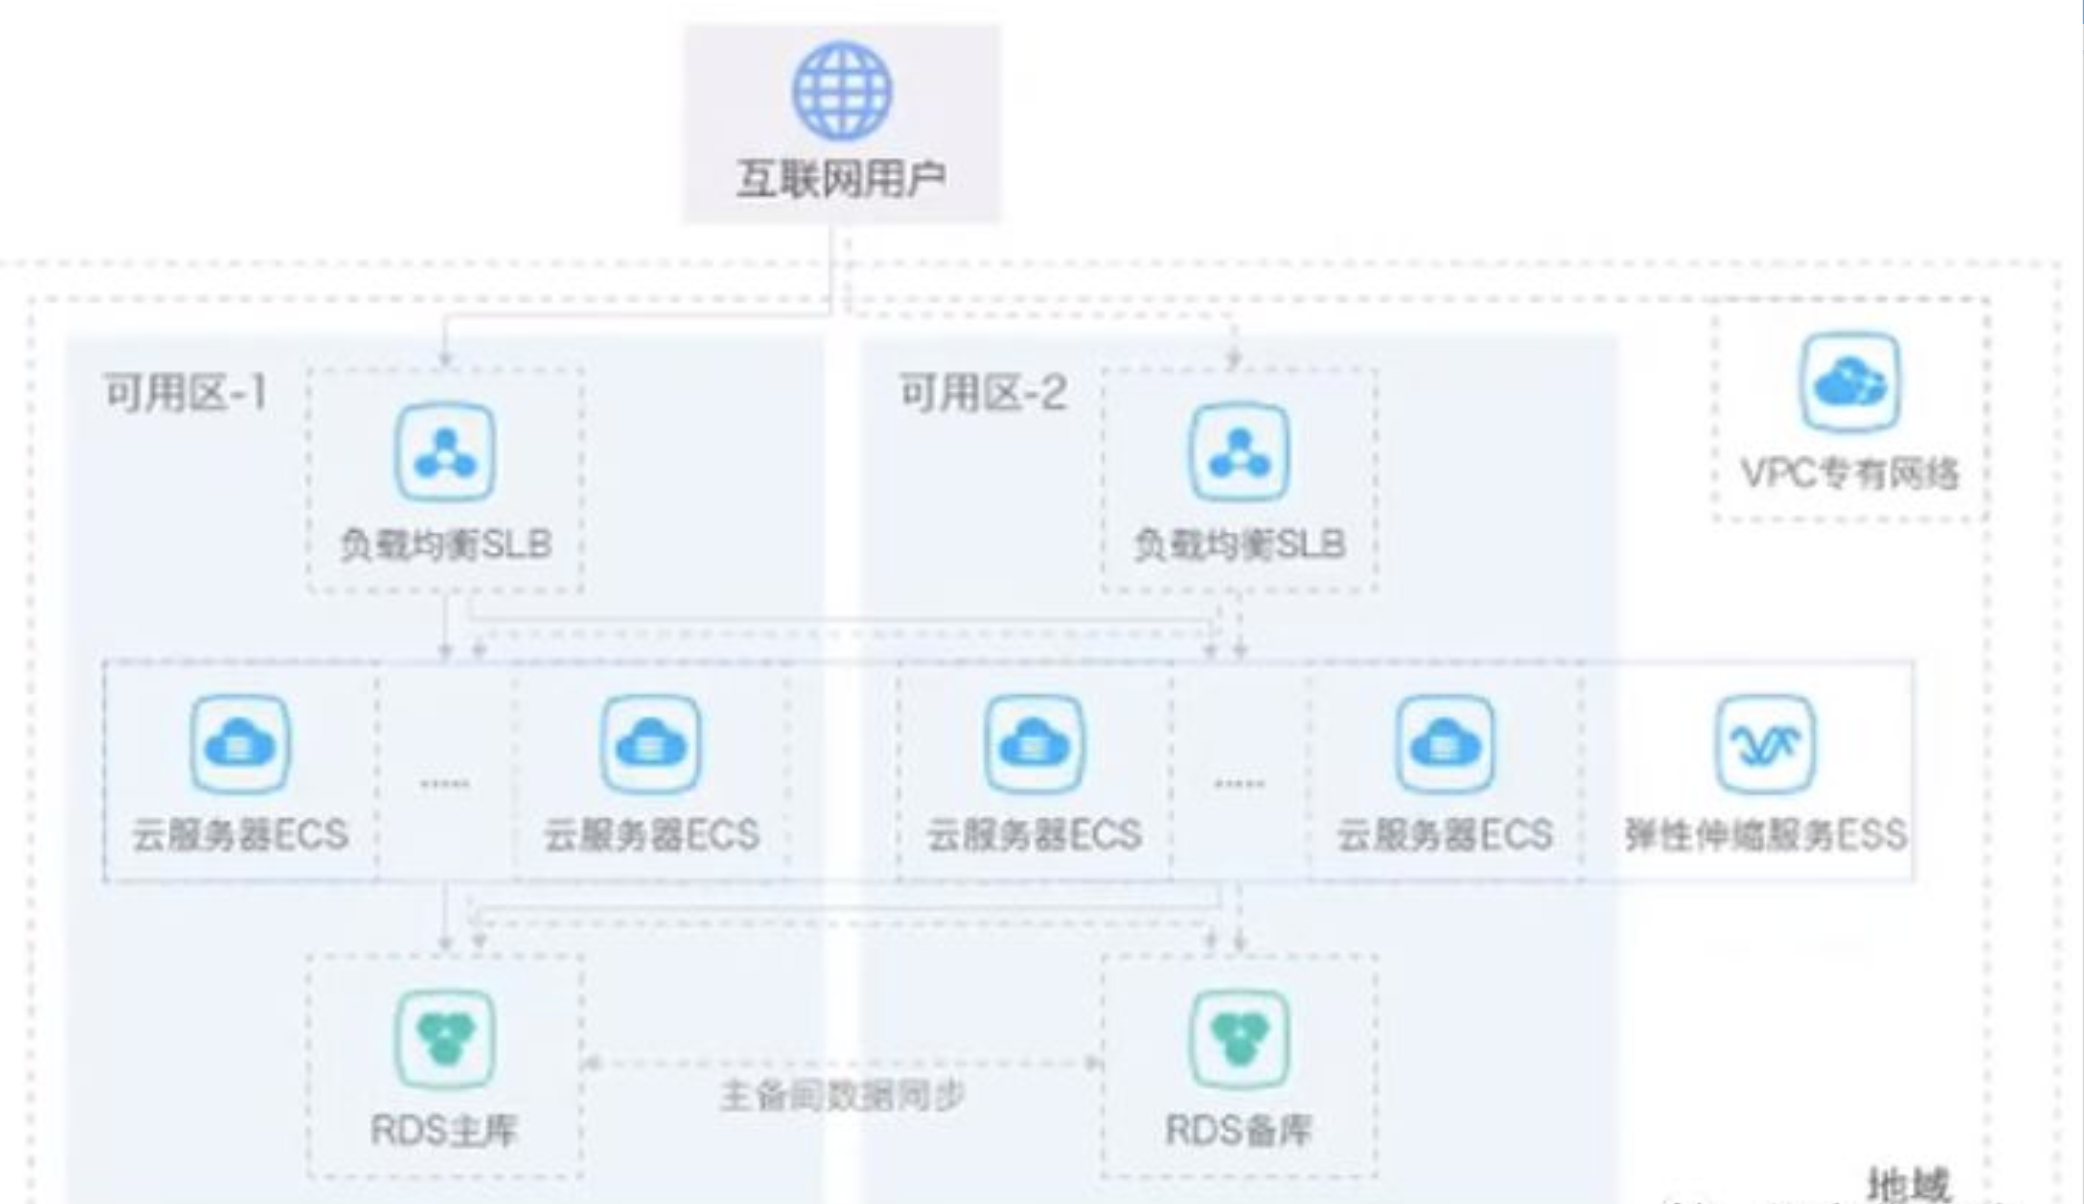 互联网用户
可用区-1
可用区-2
VPC专有网络
负载均衡SLB
负载均衡SLB
云服务器ECS
.....
云服务器ECS
云服务器ECS
.....
云服务器ECS
弹性伸缩服务ESS
主备间数据同步
RDS主库
RDS备库
地域